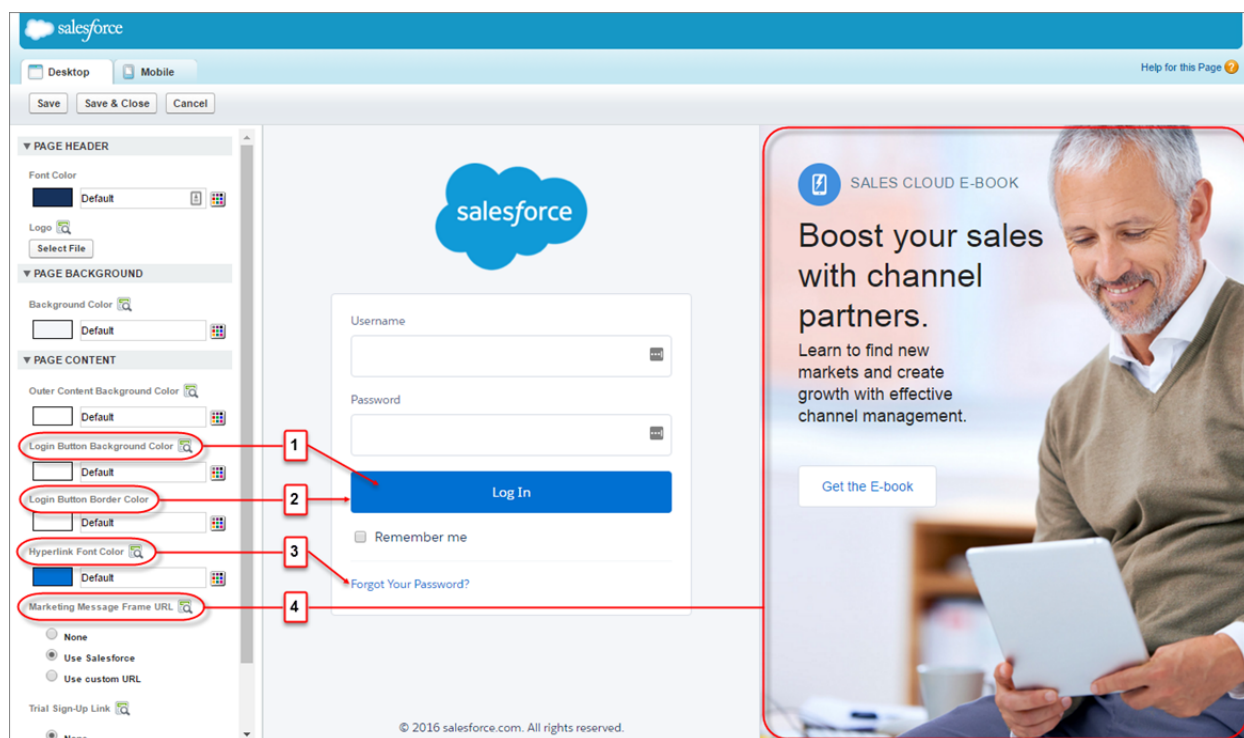 salesforce
Desktop
Mobile
Help for this Page
Save
Save & Close
Cancel
PAGE HEADER
Font Color
Default
Logo
Select File
PAGE BACKGROUND
Background Color
Default
PAGE CONTENT
Outer Content Background Color
Default
Login Button Background Color
Default
Login Button Border Color
Default
Hyperlink Font Color
Default
Marketing Message Frame URL
None
Use Salesforce
Use custom URL
Trial Sign-Up Link
None
1
2
3
4
salesforce
Username
Password
Log In
Remember me
Forgot Your Password?
© 2016 salesforce.com. All rights reserved.
SALES CLOUD E-BOOK
Boost your sales
with channel
partners.
Learn to find new
markets and create
growth with effective
channel management.
Get the E-book